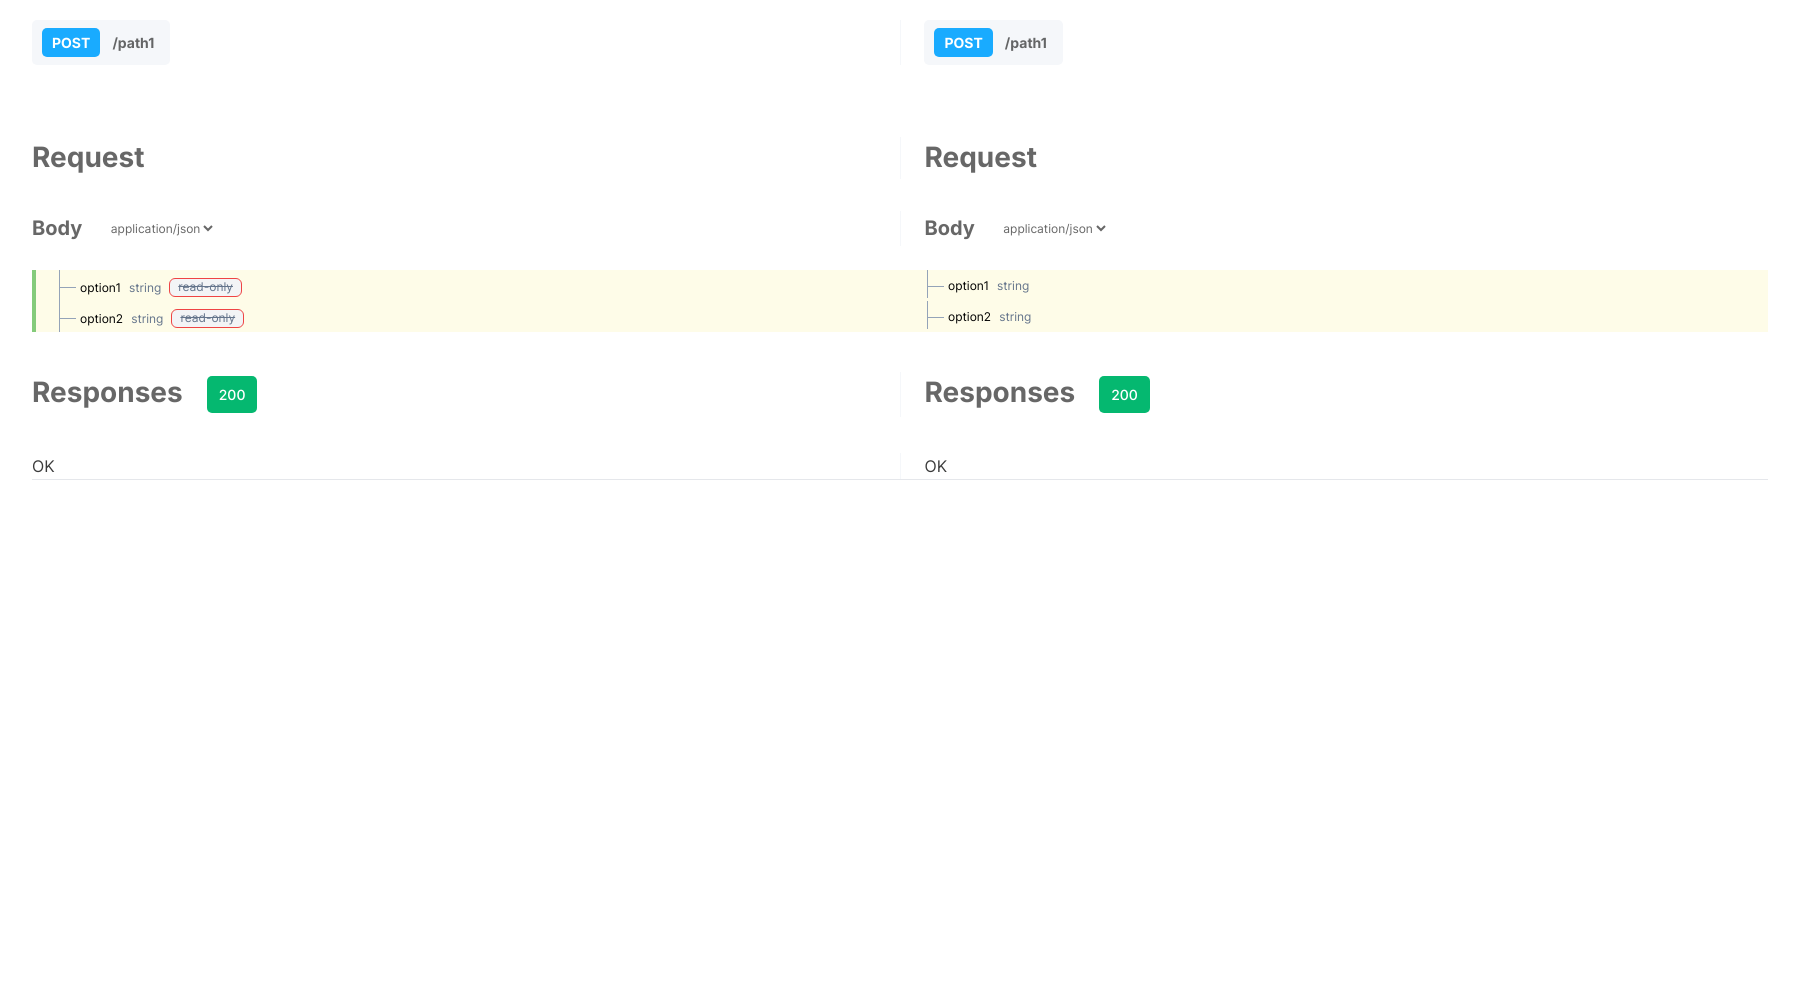 POST /path1 POST /path1
Request Request
Body application/json Body application/json
option1 string read-only option1 string
option2 string read-only option2 string
Responses 200 Responses 200
OK OK